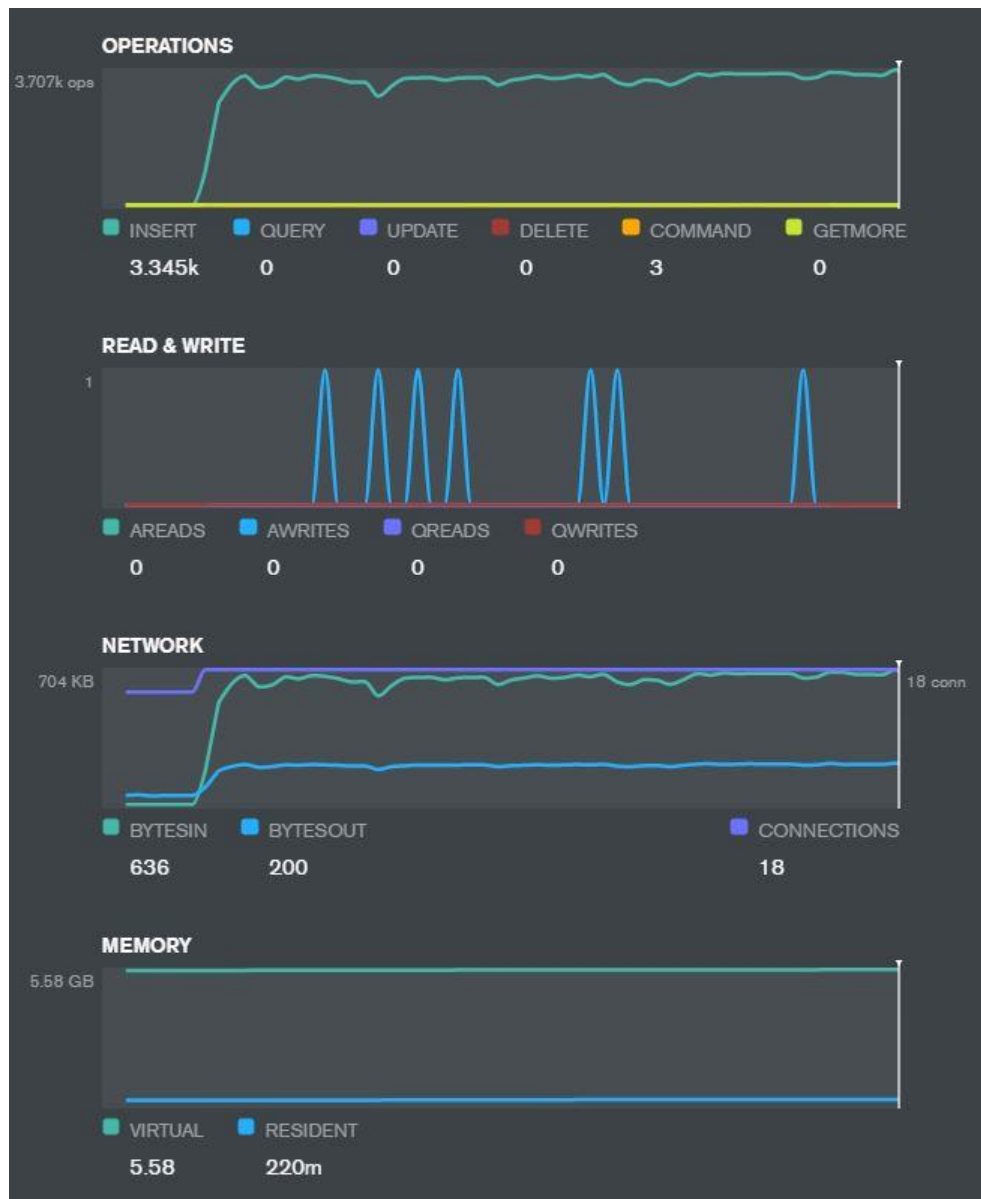 OPERATIONS
3.707k ops
INSERT QUERY UPDATE DELETE COMMAND GETMORE
3.345k 0 0 0 3 0
READ & WRITE
1
AREADS AWRITES QREADS QWRITES
0 0 0 0
NETWORK
704 KB 18 conn
BYTESIN BYTESOUT CONNECTIONS
636 200 18
MEMORY
5.58 GB
VIRTUAL RESIDENT
5.58 220m